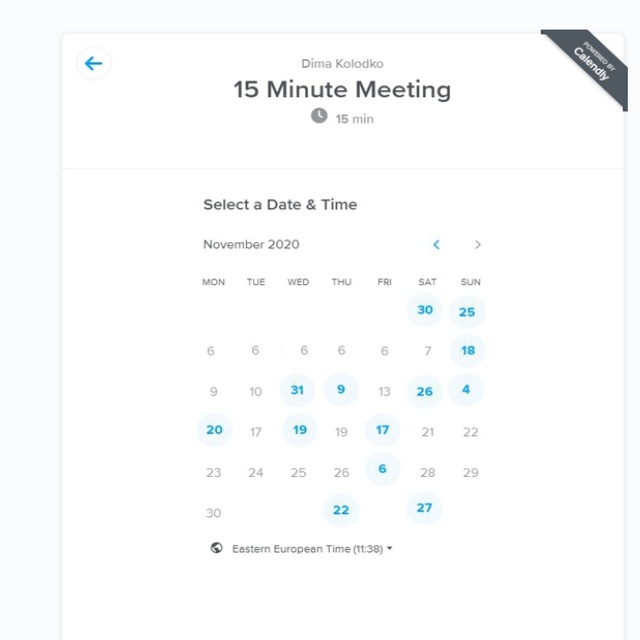 POWERED BY
Calendly
Dima Kolodko
15 Minute Meeting
15 min
Select a Date & Time
November 2020
MON TUE WED THU FRI SAT SUN
30 25
6 6 6 6 6 7 18
9 10 31 9 13 26 4
20 17 19 19 17 21 22
23 24 25 26 6 28 29
30 22 27
Eastern European Time (11:38)